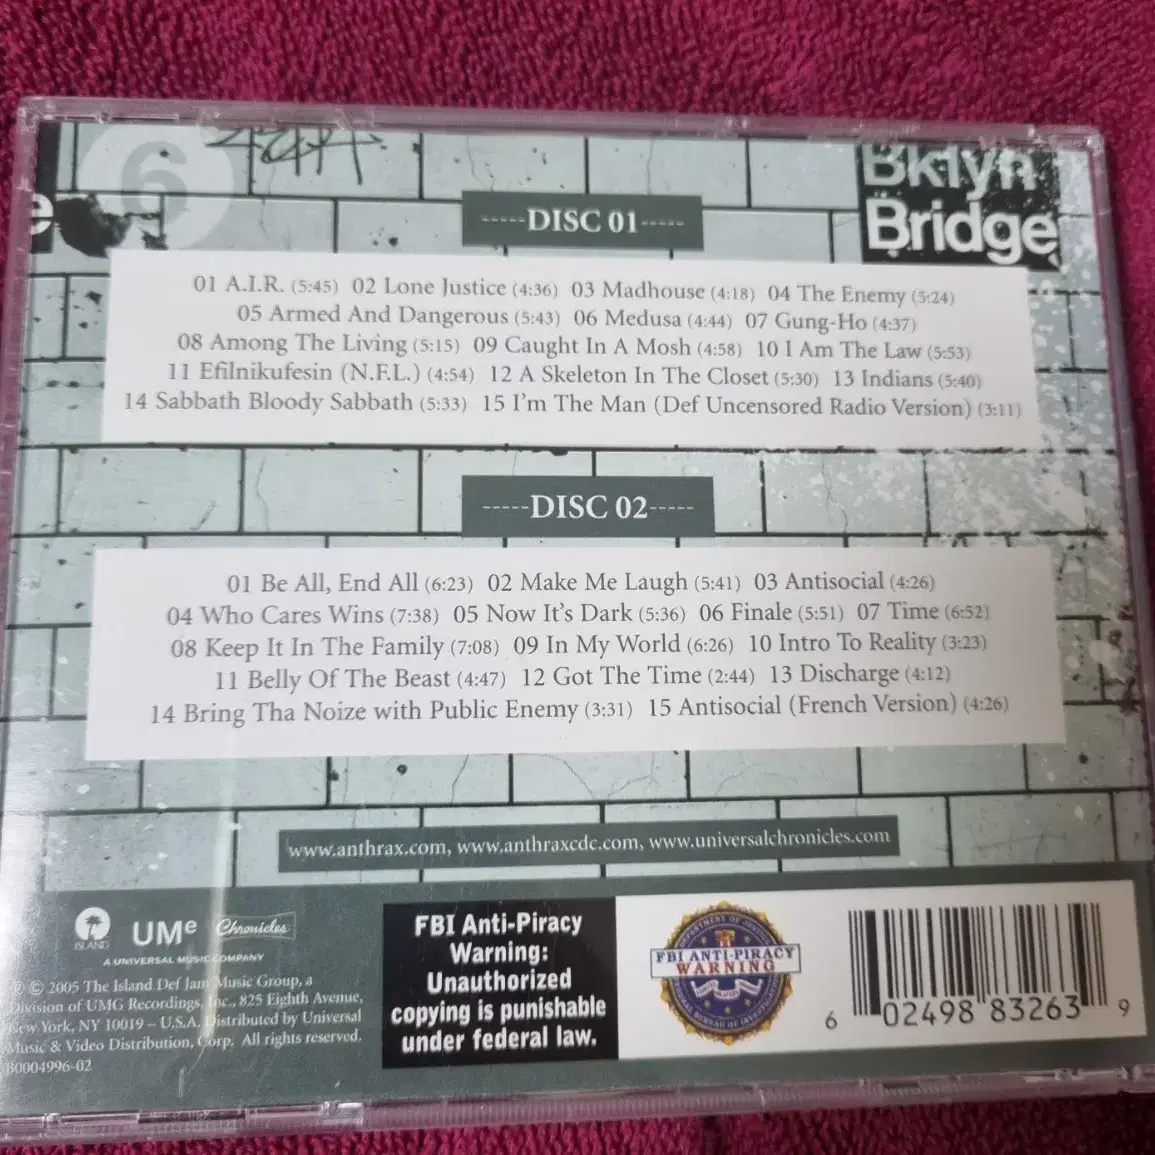 6
e
Bklyn
Bridge
-----DISC 01-----
01 A.I.R. (5:45) 02 Lone Justice (4:36) 03 Madhouse (4:18) 04 The Enemy (5:24)
05 Armed And Dangerous (5:43) 06 Medusa (4:44) 07 Gung-Ho (4:37)
08 Among The Living (5:15) 09 Caught In A Mosh (4:58) 10 I Am The Law (5:53)
11 Efilnikufesin (N.F.L.) (4:54) 12 A Skeleton In The Closet (5:30) 13 Indians (5:40)
14 Sabbath Bloody Sabbath (5:33) 15 I'm The Man (Def Uncensored Radio Version) (3:11)
-----DISC 02-----
01 Be All, End All (6:23) 02 Make Me Laugh (5:41) 03 Antisocial (4:26)
04 Who Cares Wins (7:38) 05 Now It's Dark (5:36) 06 Finale (5:51) 07 Time (6:52)
08 Keep It In The Family (7:08) 09 In My World (6:26) 10 Intro To Reality (3:23)
11 Belly Of The Beast (4:47) 12 Got The Time (2:44) 13 Discharge (4:12)
14 Bring Tha Noize with Public Enemy (3:31) 15 Antisocial (French Version) (4:26)
www.anthrax.com, www.anthraxcdc.com, www.universalchronicles.com
ISLAND UMe Chronicles
A UNIVERSAL MUSIC COMPANY
℗ © 2005 The Island Def Jam Music Group, a
Division of UMG Recordings, Inc., 825 Eighth Avenue,
New York, NY 10019 – U.S.A. Distributed by Universal
Music & Video Distribution, Corp. All rights reserved.
B0004996-02
FBI Anti-Piracy
Warning:
Unauthorized
copying is punishable
under federal law.
DEPARTMENT OF JUSTICE
FBI ANTI-PIRACY
WARNING
FEDERAL BUREAU OF INVESTIGATION
6 02498 83263 9